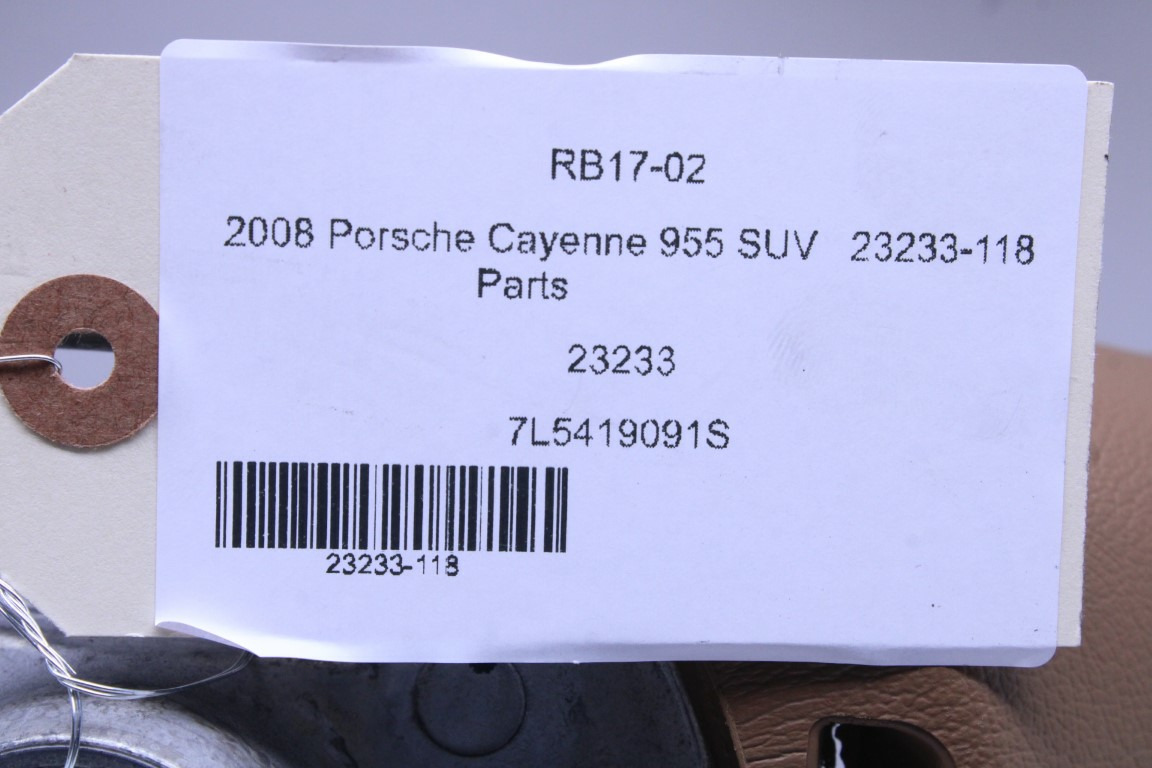 RB17-02
2008 Porsche Cayenne 955 SUV 23233-118
Parts
23233
7L5419091S
23233-118